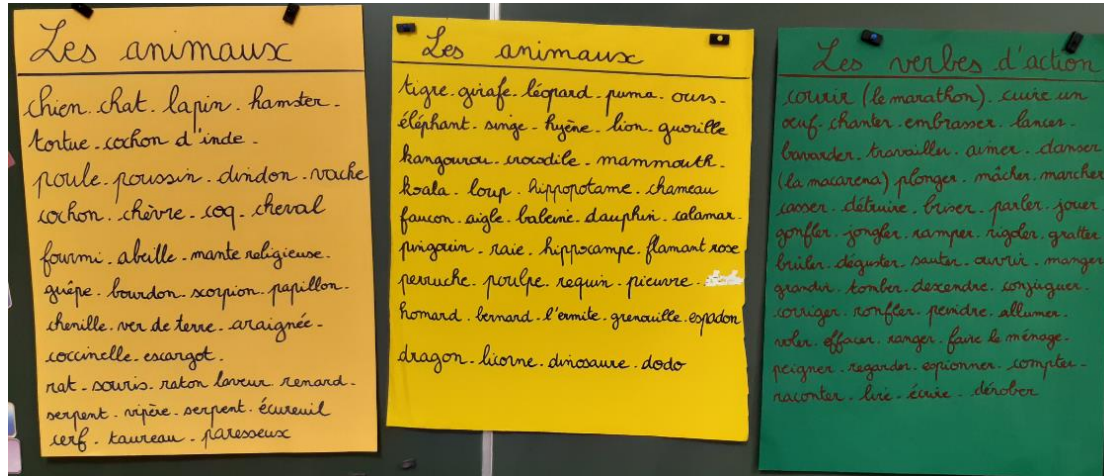 Les animaux
chien - chat - lapin - hamster -
tortue - cochon d'inde -
poule - poussin - dindon - vache
cochon - chèvre - coq - cheval
fourmi - abeille - mante religieuse -
guêpe - bourdon - scorpion - papillon -
chenille - ver de terre - araignée -
coccinelle - escargot -
rat - souris - raton laveur - renard -
serpent - vipère - serpent - écureuil
cerf - taureau - paresseux
Les animaux
tigre - girafe - léopard - puma - ours -
éléphant - singe - hyène - lion - guorille
kangourou - crocodile - mammouth -
koala - loup - hippopotame - chameau
faucon - aigle - baleine - dauphin - calamar -
pingouin - raie - hippocampe - flamant rose
perruche - poulpe - requin - pieuvre -
homard - bernard - l'ermite - grenouille - espadon
dragon - licorne - dinosaure - dodo
Les verbes d'action
courir (le marathon) - cuire un
oeuf - chanter - embrasser - lancer -
bavarder - travailler - aimer - danser
(la macarena) plonger - mâcher - marcher
casser - détruire - briser - parler - jouer
gonfler - jongler - ramper - rigoler - gratter
brûler - déguster - sauter - ouvrir - manger
grandir - tomber - descendre - conjuguer -
corriger - ronfler - peindre - allumer -
voler - effacer - ranger - faire le ménage -
peigner - regarder - espionner - compter -
raconter - lire - écrire - dérober